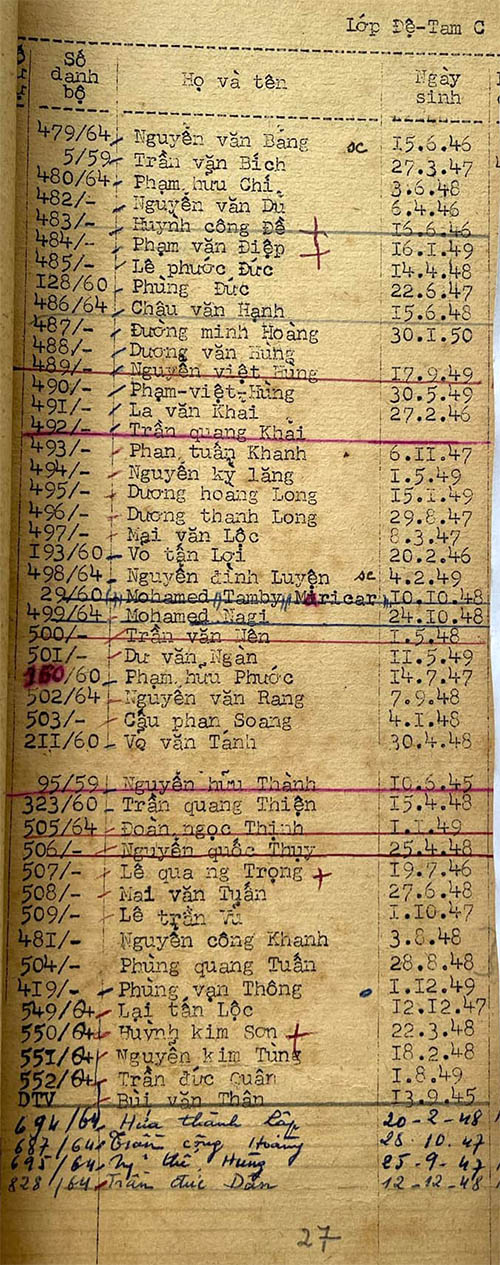 Lớp Đệ-Tam C
Số danh bộ Họ và tên Ngày sinh
479/64 Nguyễn văn Bảng sc 15.6.46
5/59 Trần văn Bích 27.3.47
480/64 Phạm hữu Chí 3.6.48
482/- Nguyễn văn Dũ 6.4.46
483/- Huỳnh công Đề 16.6.46
484/- Phạm văn Điệp 16.1.49
485/- Lê phước Đức 14.4.48
128/60 Phùng Đức 22.6.47
486/64 Châu văn Hạnh 15.6.48
487/- Đường minh Hoàng 30.1.50
488/- Dương văn Hùng
489/- Nguyễn việt Hùng 17.9.49
490/- Phạm-việt-Hùng 30.5.49
491/- La văn Khải 27.2.46
492/- Trần quang Khải
493/- Phan tuấn Khanh 6.11.47
494/- Nguyễn kỳ lăng 1.5.49
495/- Dương hoàng Long 15.1.49
496/- Dương thanh Long 29.8.47
497/- Mai văn Lộc 8.3.47
193/60 Vo tấn Lợi 20.2.46
498/64 Nguyễn đình Luyện sc 4.2.49
29/60 Mohamed Tamby Maricar 10.10.48
499/64 Mohamed Nagi 24.10.48
500/- Trần văn Nên 1.5.48
501/- Dư văn Ngàn 11.5.49
160/60 Phạm hữu Phước 14.7.47
502/64 Nguyễn văn Rang 7.9.48
503/- Cẩu phan Soang 4.1.48
211/60 Vo văn Tánh 30.4.48
95/59 Nguyễn hữu Thành 10.6.45
323/60 Trần quang Thiện 15.4.48
505/64 Đoàn ngọc Thịnh 1.1.49
506/- Nguyễn quốc Thụy 25.4.48
507/- Lê qua ng Trọng 19.7.46
508/- Mai văn Tuấn 27.6.48
509/- Lê trần Vũ 1.10.47
481/- Nguyễn công Khanh 3.8.48
504/- Phùng quang Tuấn 28.8.48
419/- Phùng vạn Thông 1.12.49
549/64 Lại tấn Lộc 12.12.47
550/64 Huỳnh kim Sơn 22.3.48
551/64 Nguyễn kim Tùng 18.2.48
552/64 Trần đức Quân 1.8.49
DTV Bùi văn Thân 13.9.45
694/64 Hứa thành Lập 20-2-48
687/64 Trần công Hoàng 28.10.47
695/64 thế Hùng 25-9-47
828/64 Trần đức Dần 12-12-48
27